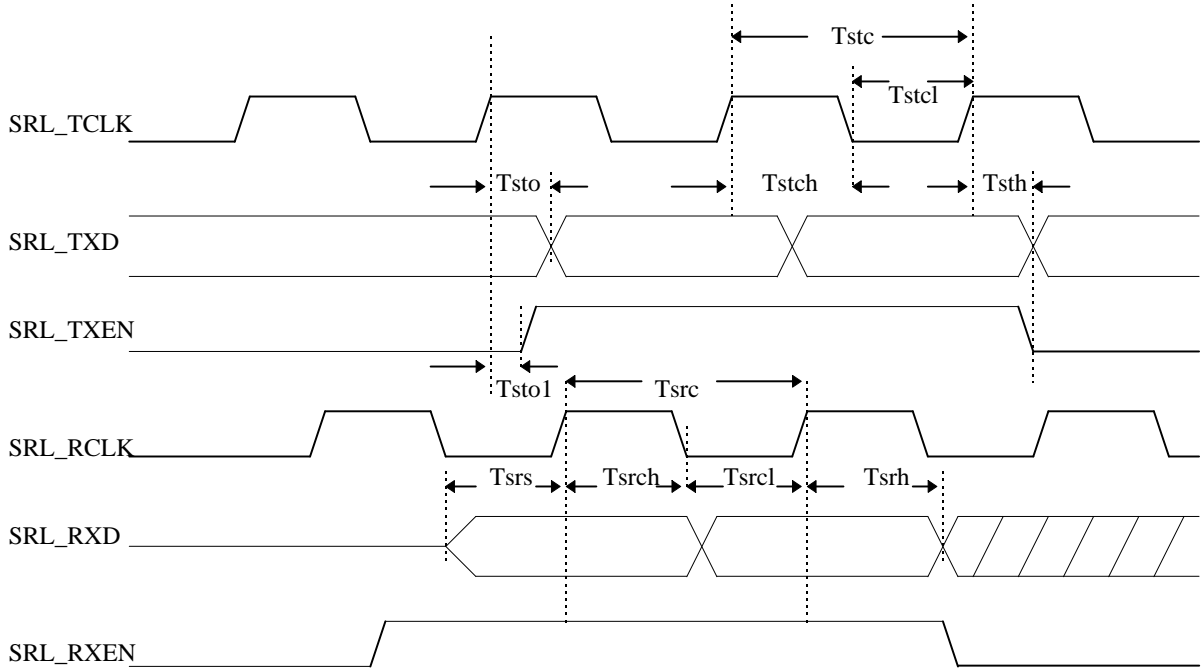 Tstc
Tstcl
SRL_TCLK
Tsto
Tstch
Tsth
SRL_TXD
SRL_TXEN
Tsto1
Tsrc
SRL_RCLK
Tsrs
Tsrch
Tsrcl
Tsrh
SRL_RXD
SRL_RXEN